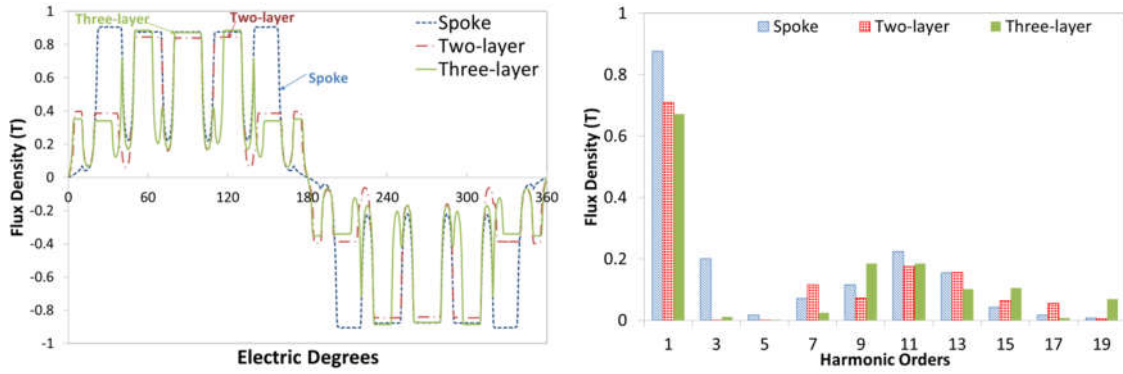 Three-layer
Two-layer
Spoke
Two-layer
Three-layer
Spoke
1
0.8
0.6
0.4
0.2
0
-0.2
-0.4
-0.6
-0.8
-1
0 60 120 180 240 300 360
Flux Density (T)
Electric Degrees
Spoke Two-layer Three-layer
1
0.8
0.6
0.4
0.2
0
1 3 5 7 9 11 13 15 17 19
Flux Density (T)
Harmonic Orders